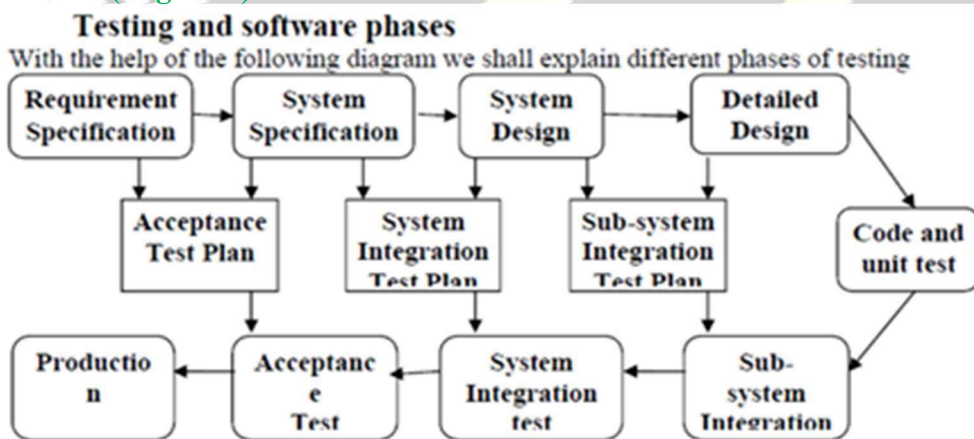 Testing and software phases
With the help of the following diagram we shall explain different phases of testing
Requirement
Specification
System
Specification
System
Design
Detailed
Design
Acceptance
Test Plan
System
Integration
Test Plan
Sub-system
Integration
Test Plan
Code and
unit test
Productio
n
Acceptanc
e
Test
System
Integration
test
Sub-
system
Integration